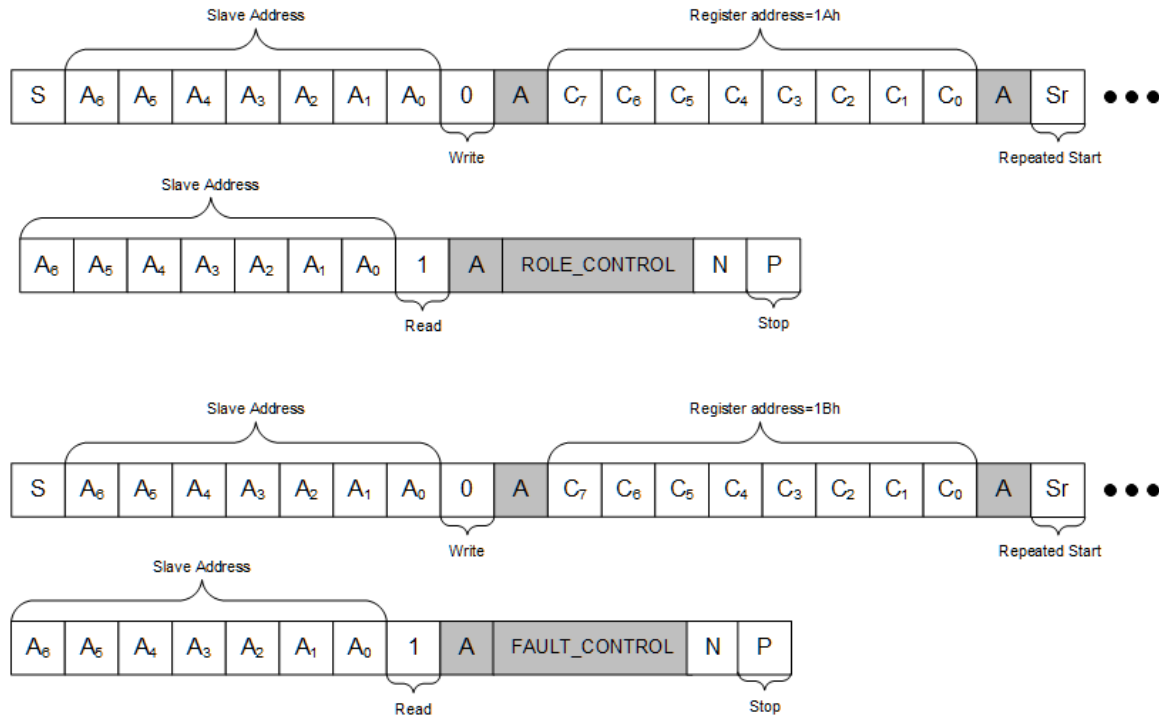 Slave Address Register address=1Ah
S A₆ A₅ A₄ A₃ A₂ A₁ A₀ 0 A C₇ C₆ C₅ C₄ C₃ C₂ C₁ C₀ A Sr
Write Repeated Start
Slave Address
A₆ A₅ A₄ A₃ A₂ A₁ A₀ 1 A ROLE_CONTROL N P
Read Stop
Slave Address Register address=1Bh
S A₆ A₅ A₄ A₃ A₂ A₁ A₀ 0 A C₇ C₆ C₅ C₄ C₃ C₂ C₁ C₀ A Sr
Write Repeated Start
Slave Address
A₆ A₅ A₄ A₃ A₂ A₁ A₀ 1 A FAULT_CONTROL N P
Read Stop